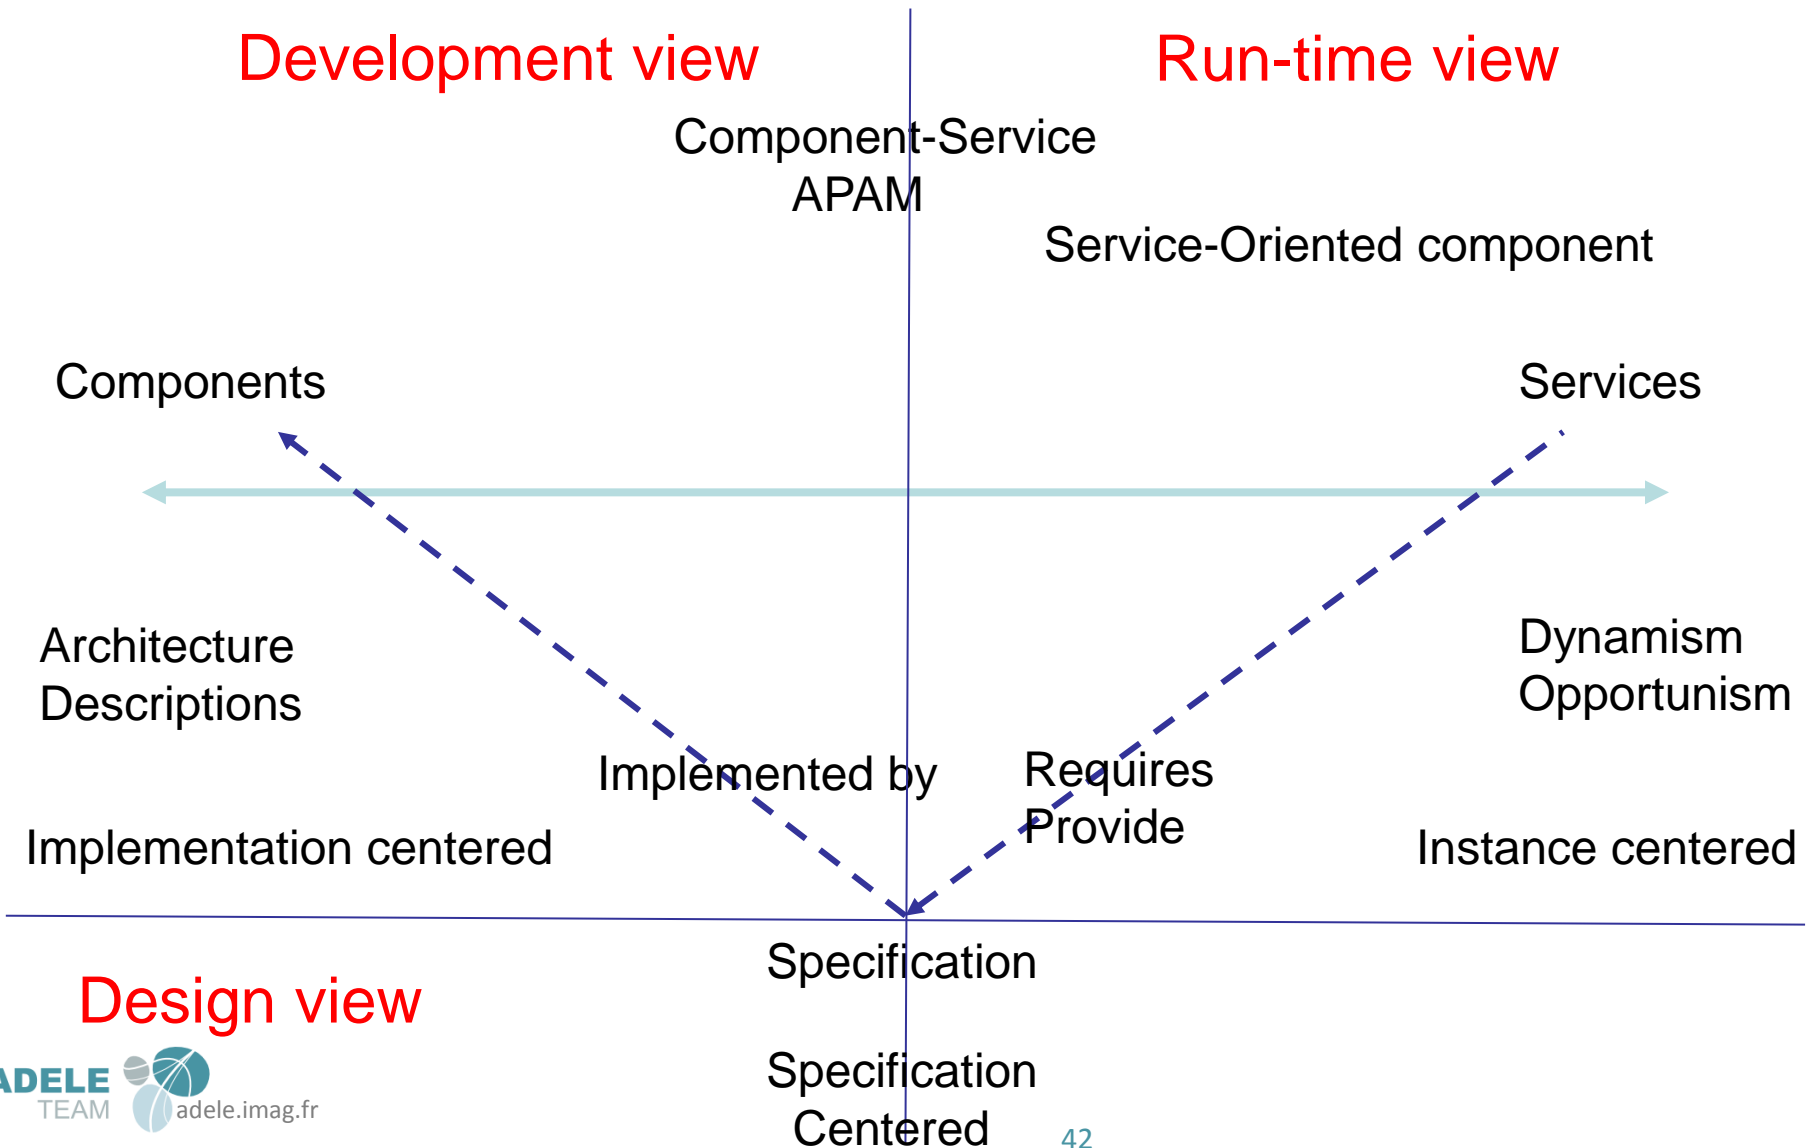 Development view
Run-time view
Component-Service
APAM
Service-Oriented component
Components
Services
Architecture
Descriptions
Dynamism
Opportunism
Implemented by
Requires
Provide
Implementation centered
Instance centered
Specification
Design view
Specification
Centered
ADELE
TEAM
adele.imag.fr
42